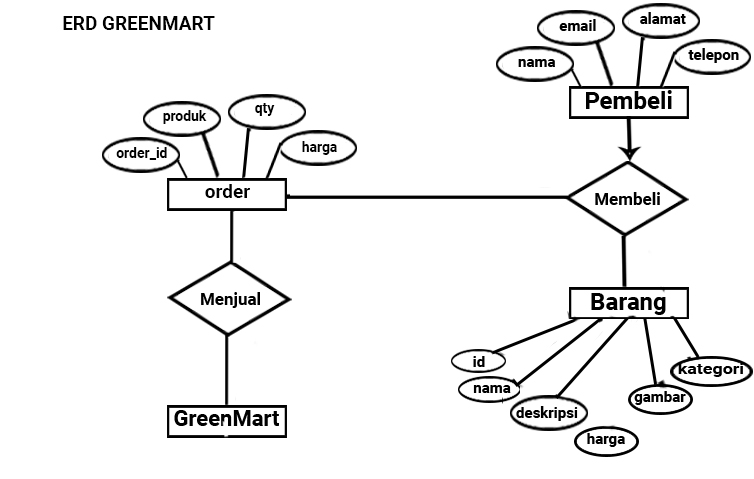 ERD GREENMART
email
alamat
nama
telepon
Pembeli
produk
qty
order_id
harga
order
Membeli
Menjual
Barang
id
nama
deskripsi
harga
gambar
kategori
GreenMart